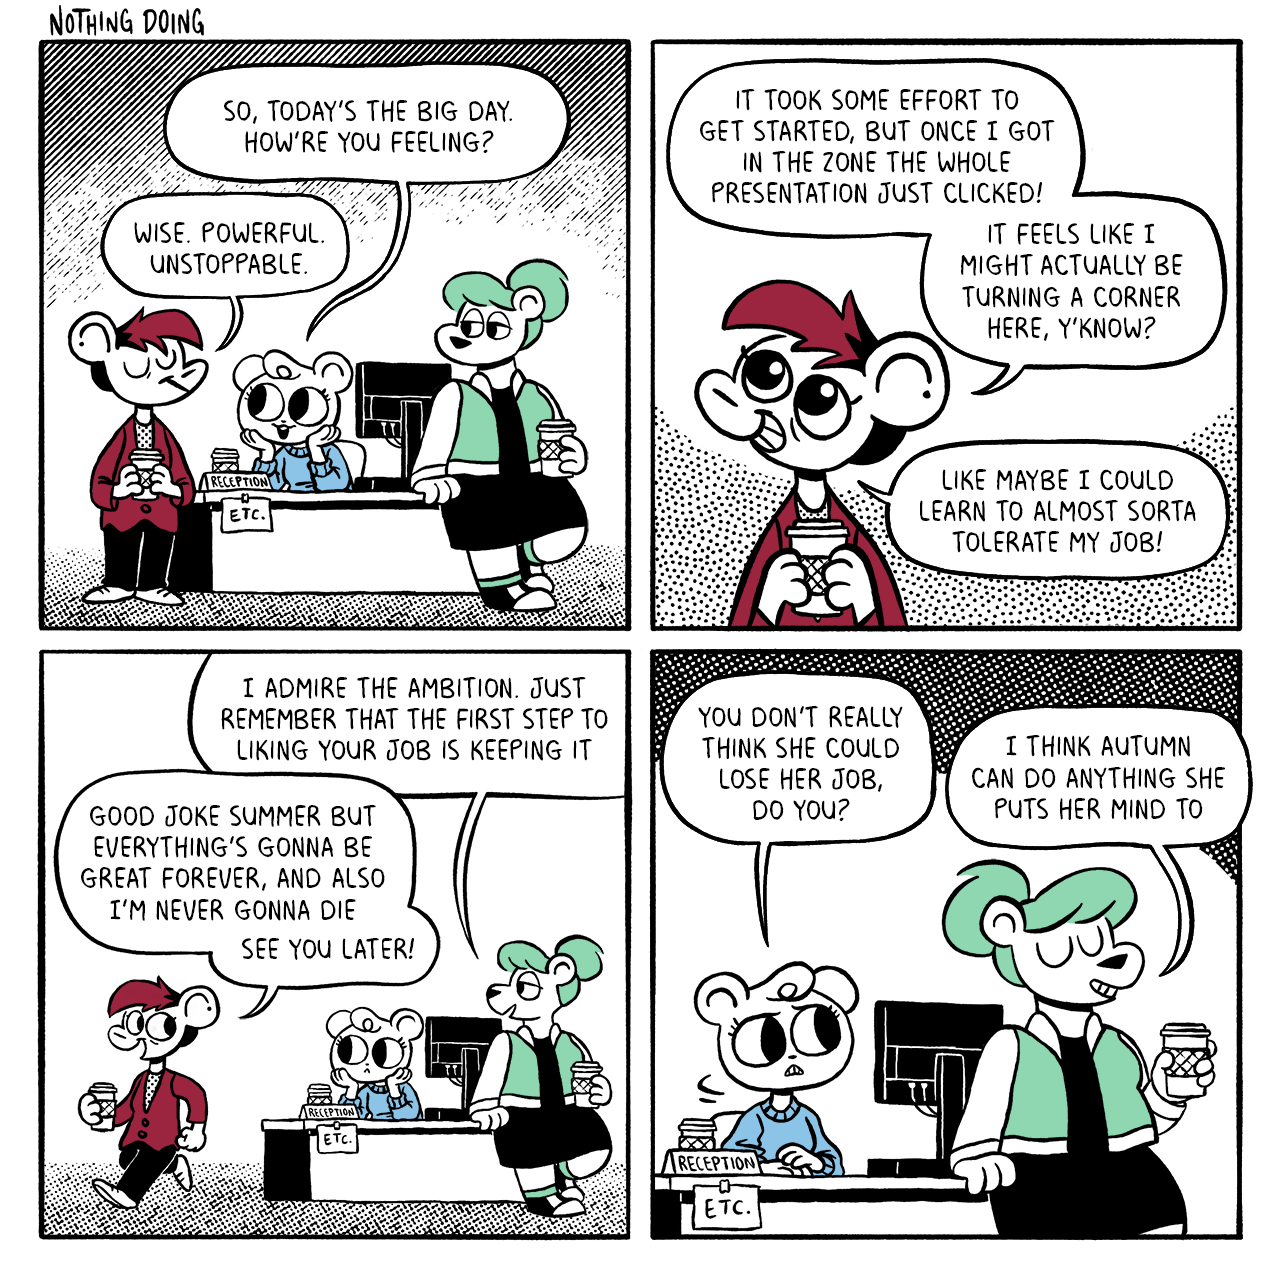 NOTHING DOING
SO, TODAY'S THE BIG DAY.
HOW'RE YOU FEELING?
WISE. POWERFUL.
UNSTOPPABLE.
RECEPTION
ETC.
IT TOOK SOME EFFORT TO
GET STARTED, BUT ONCE I GOT
IN THE ZONE THE WHOLE
PRESENTATION JUST CLICKED!
IT FEELS LIKE I
MIGHT ACTUALLY BE
TURNING A CORNER
HERE, Y'KNOW?
LIKE MAYBE I COULD
LEARN TO ALMOST SORTA
TOLERATE MY JOB!
I ADMIRE THE AMBITION. JUST
REMEMBER THAT THE FIRST STEP TO
LIKING YOUR JOB IS KEEPING IT
GOOD JOKE SUMMER BUT
EVERYTHING'S GONNA BE
GREAT FOREVER, AND ALSO
I'M NEVER GONNA DIE
SEE YOU LATER!
RECEPTION
ETC.
YOU DON'T REALLY
THINK SHE COULD
LOSE HER JOB,
DO YOU?
I THINK AUTUMN
CAN DO ANYTHING SHE
PUTS HER MIND TO
RECEPTION
ETC.